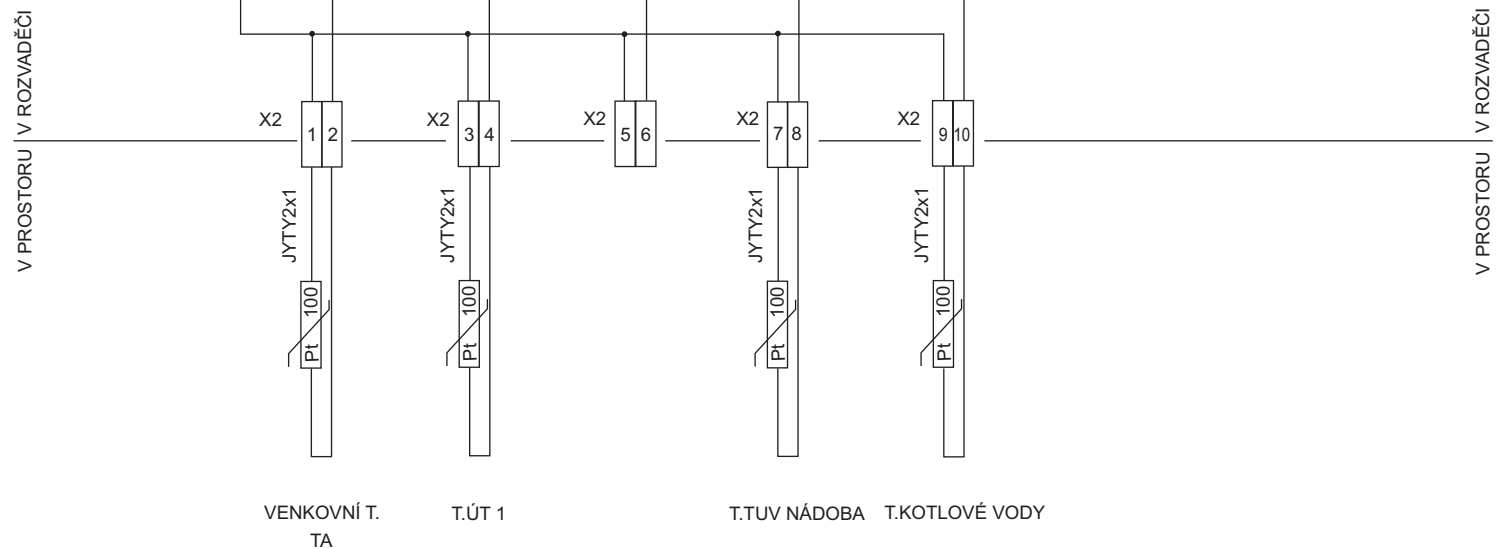 V ROZVADĚČI
V PROSTORU
X2
1 2
X2
3 4
X2
5 6
X2
7 8
X2
9 10
V ROZVADĚČI
V PROSTORU
JYTY2x1
JYTY2x1
JYTY2x1
JYTY2x1
Pt 100
Pt 100
Pt 100
Pt 100
VENKOVNÍ T.
TA
T.ÚT 1
T.TUV NÁDOBA
T.KOTLOVÉ VODY